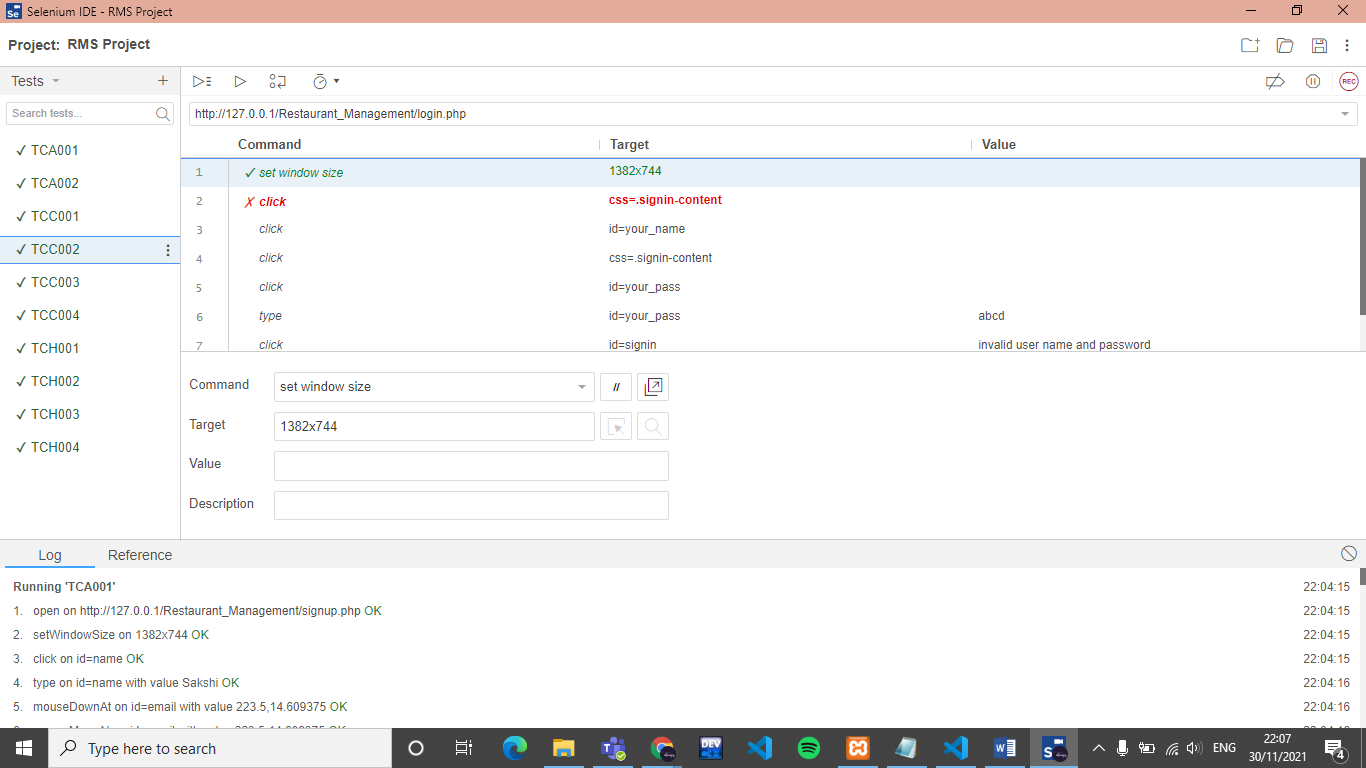 Selenium IDE - RMS Project
Project: RMS Project
Tests
Search tests...
http://127.0.0.1/Restaurant_Management/login.php
REC
Command Target Value
1 ✓ set window size 1382x744
2 ✗ click css=.signin-content
3 click id=your_name
4 click css=.signin-content
5 click id=your_pass
6 type id=your_pass abcd
7 click id=signin invalid user name and password
✓ TCA001
✓ TCA002
✓ TCC001
✓ TCC002
✓ TCC003
✓ TCC004
✓ TCH001
✓ TCH002
✓ TCH003
✓ TCH004
Command set window size //
Target 1382x744
Value
Description
Log Reference
Running 'TCA001' 22:04:15
1. open on http://127.0.0.1/Restaurant_Management/signup.php OK 22:04:15
2. setWindowSize on 1382x744 OK 22:04:15
3. click on id=name OK 22:04:15
4. type on id=name with value Sakshi OK 22:04:16
5. mouseDownAt on id=email with value 223.5,14.609375 OK 22:04:16
Type here to search
ENG
22:07
30/11/2021
4